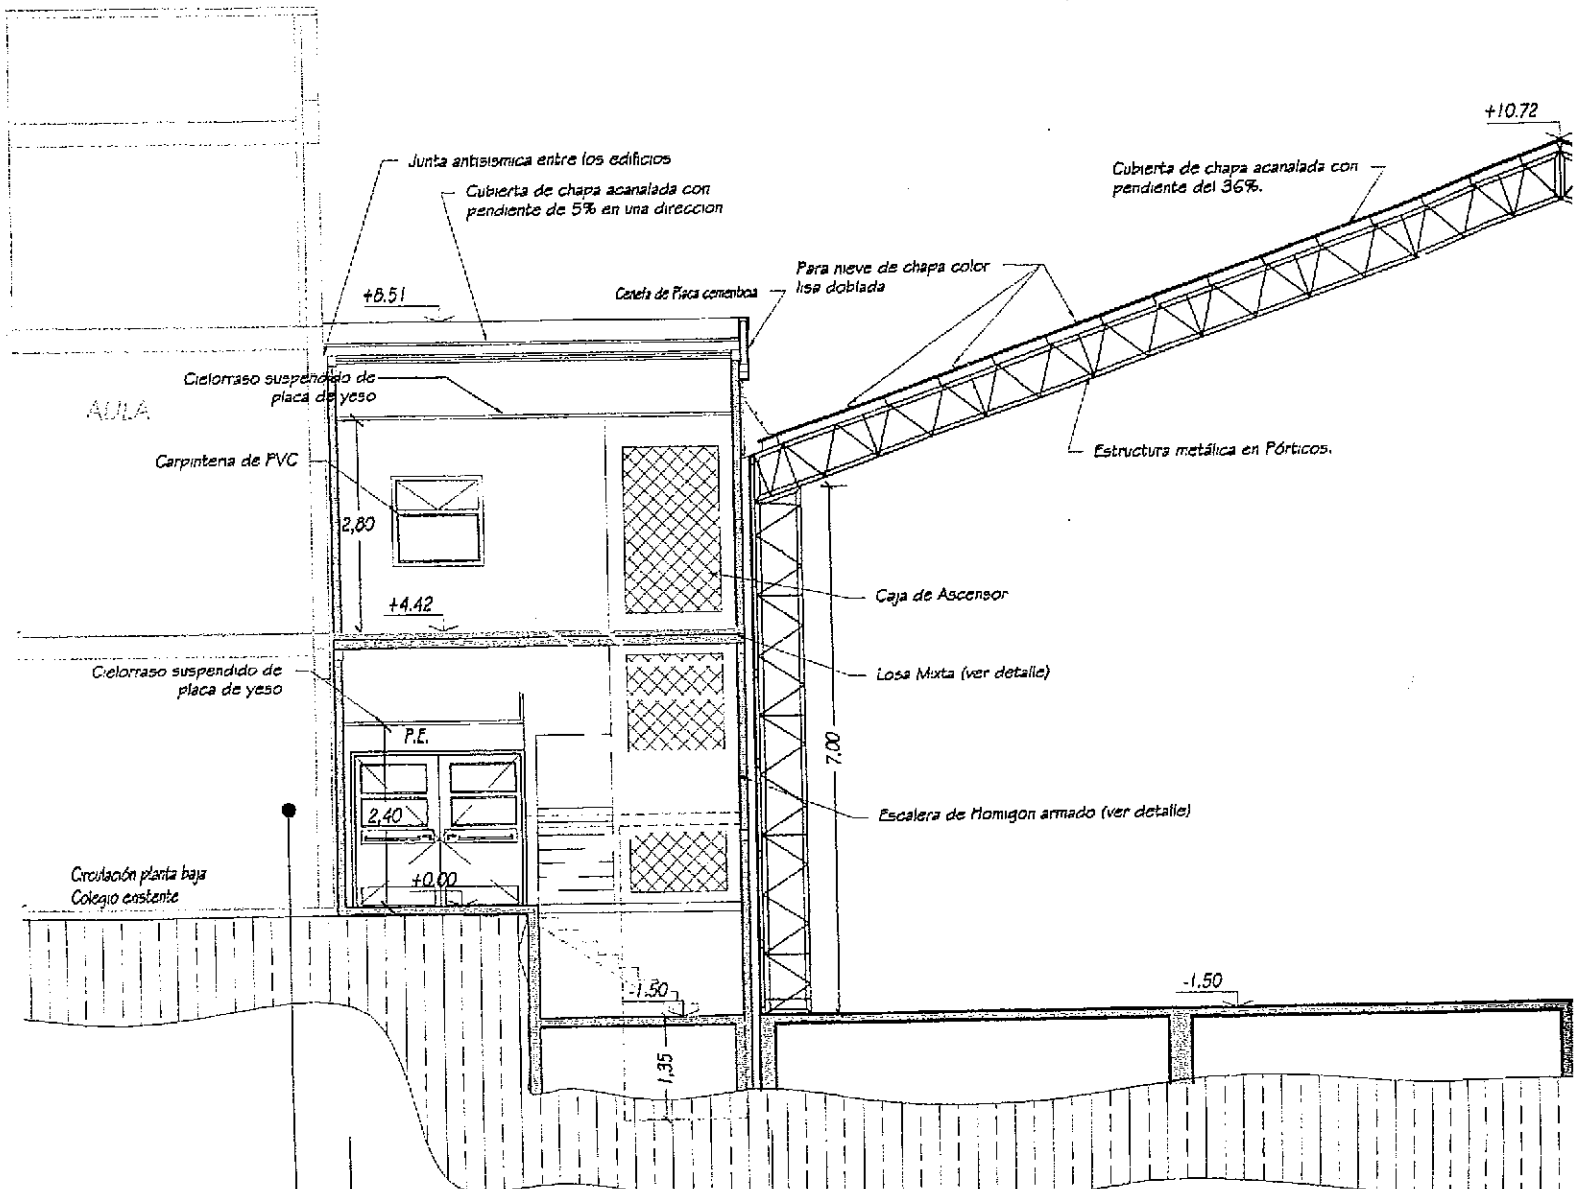 +10.72
Junta antisismica entre los edificios
Cubierta de chapa acanalada con
pendiente de 5% en una direccion
Cubierta de chapa acanalada con
pendiente del 36%.
Para nieve de chapa color
lisa doblada
+8.51
Cenefa de Placa cementicia
Cielorraso suspendido de
placa de yeso
AULA
Estructura metálica en Pórticos.
Carpinteria de PVC
2,80
Caja de Ascensor
+4.42
Cielorraso suspendido de
placa de yeso
Losa Mixta (ver detalle)
P.E.
7.00
2,40
Escalera de Hormigon armado (ver detalle)
Circulación planta baja
Colegio existente
+0.00
-1.50
-1.50
1,35